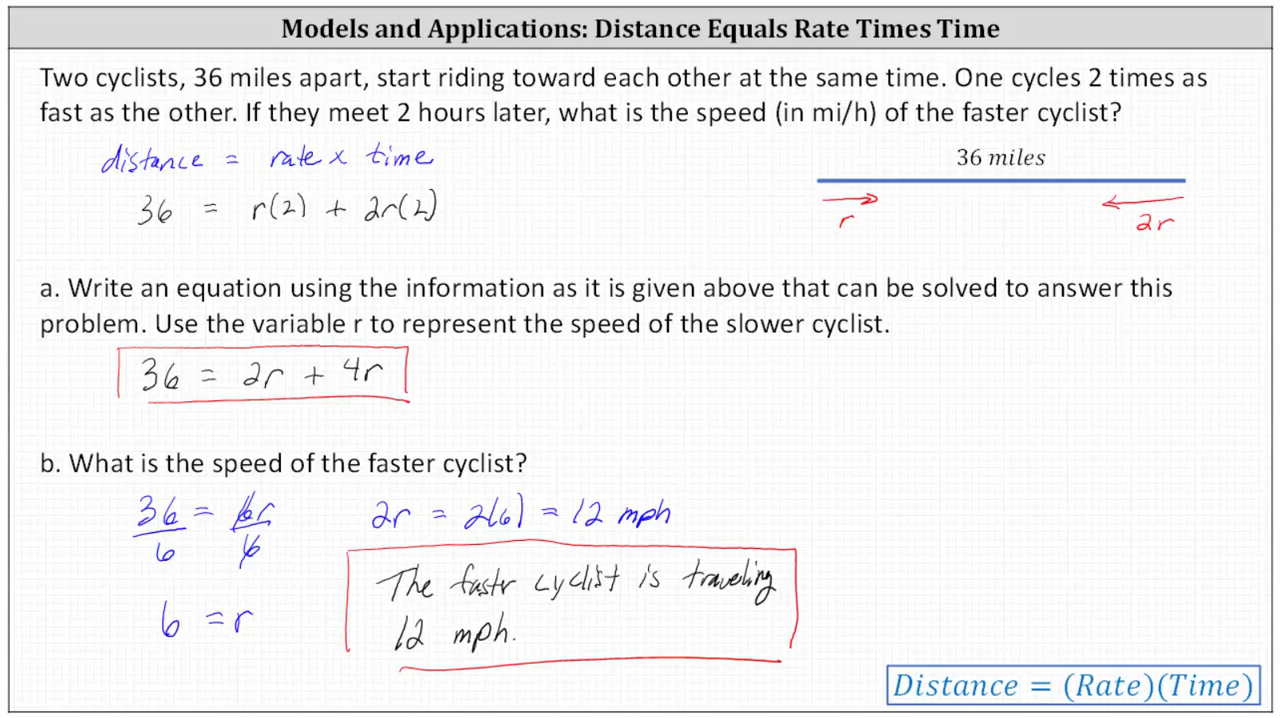 Models and Applications: Distance Equals Rate Times Time
Two cyclists, 36 miles apart, start riding toward each other at the same time. One cycles 2 times as
fast as the other. If they meet 2 hours later, what is the speed (in mi/h) of the faster cyclist?
distance = rate x time
36 = r(2) + 2r(2)
36 miles
r
2r
a. Write an equation using the information as it is given above that can be solved to answer this
problem. Use the variable r to represent the speed of the slower cyclist.
36 = 2r + 4r
b. What is the speed of the faster cyclist?
36 = 6r
6 6
2r = 2(6) = 12 mph
6 = r
The fastr cyclist is traveling
12 mph.
Distance = (Rate)(Time)